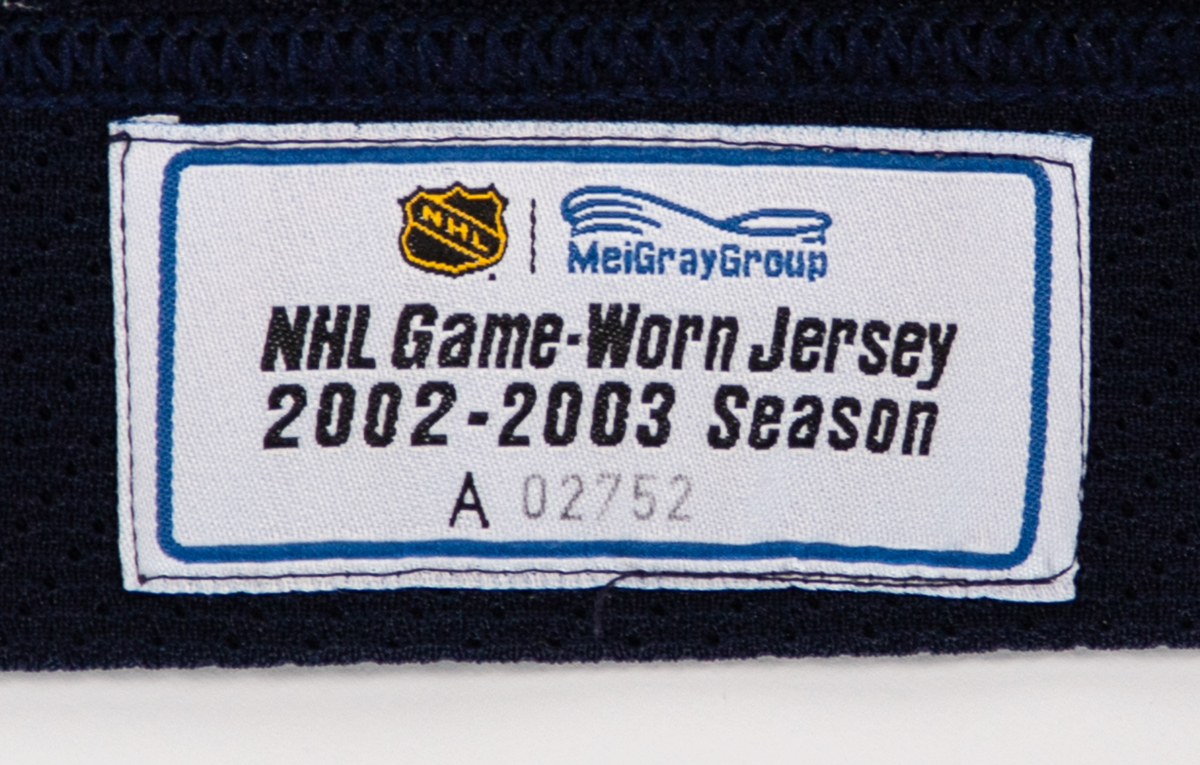 NHL
MeiGrayGroup
NHL Game-Worn Jersey
2002-2003 Season
A 02752